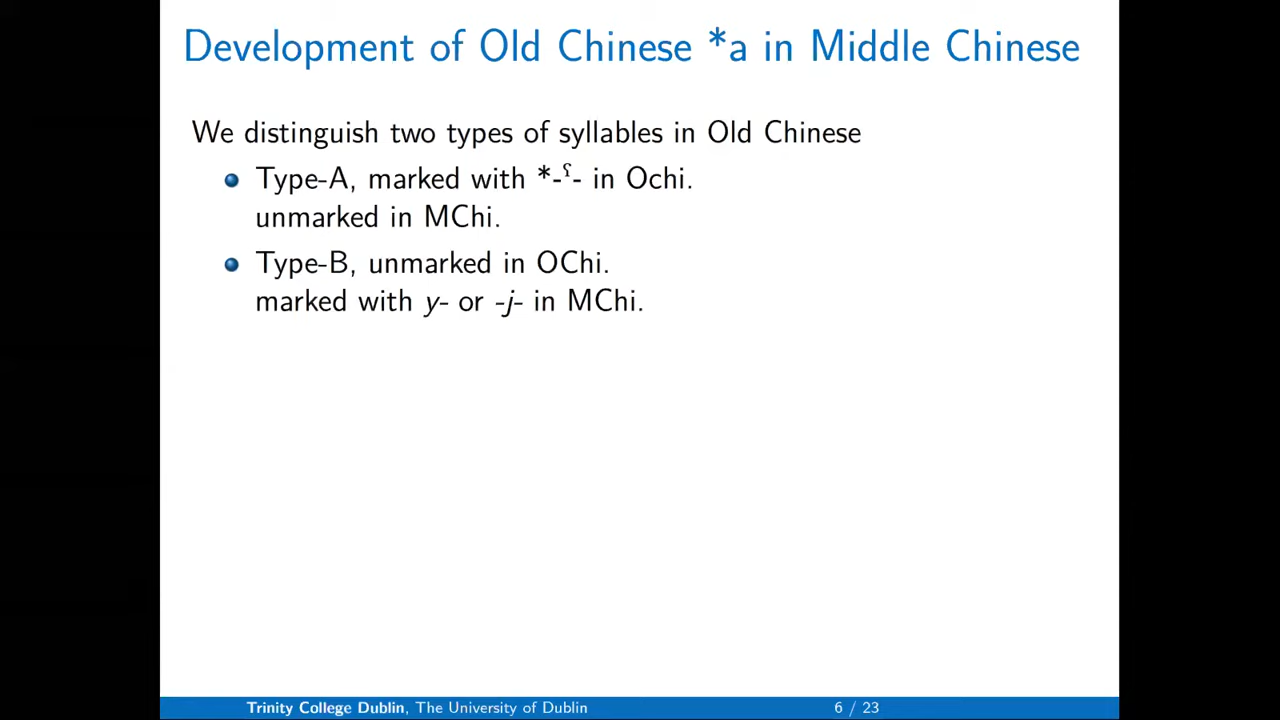 Development of Old Chinese *a in Middle Chinese
We distinguish two types of syllables in Old Chinese
Type-A, marked with *-ˤ- in Ochi.
unmarked in MChi.
Type-B, unmarked in OChi.
marked with y- or -j- in MChi.
Trinity College Dublin, The University of Dublin 6 / 23